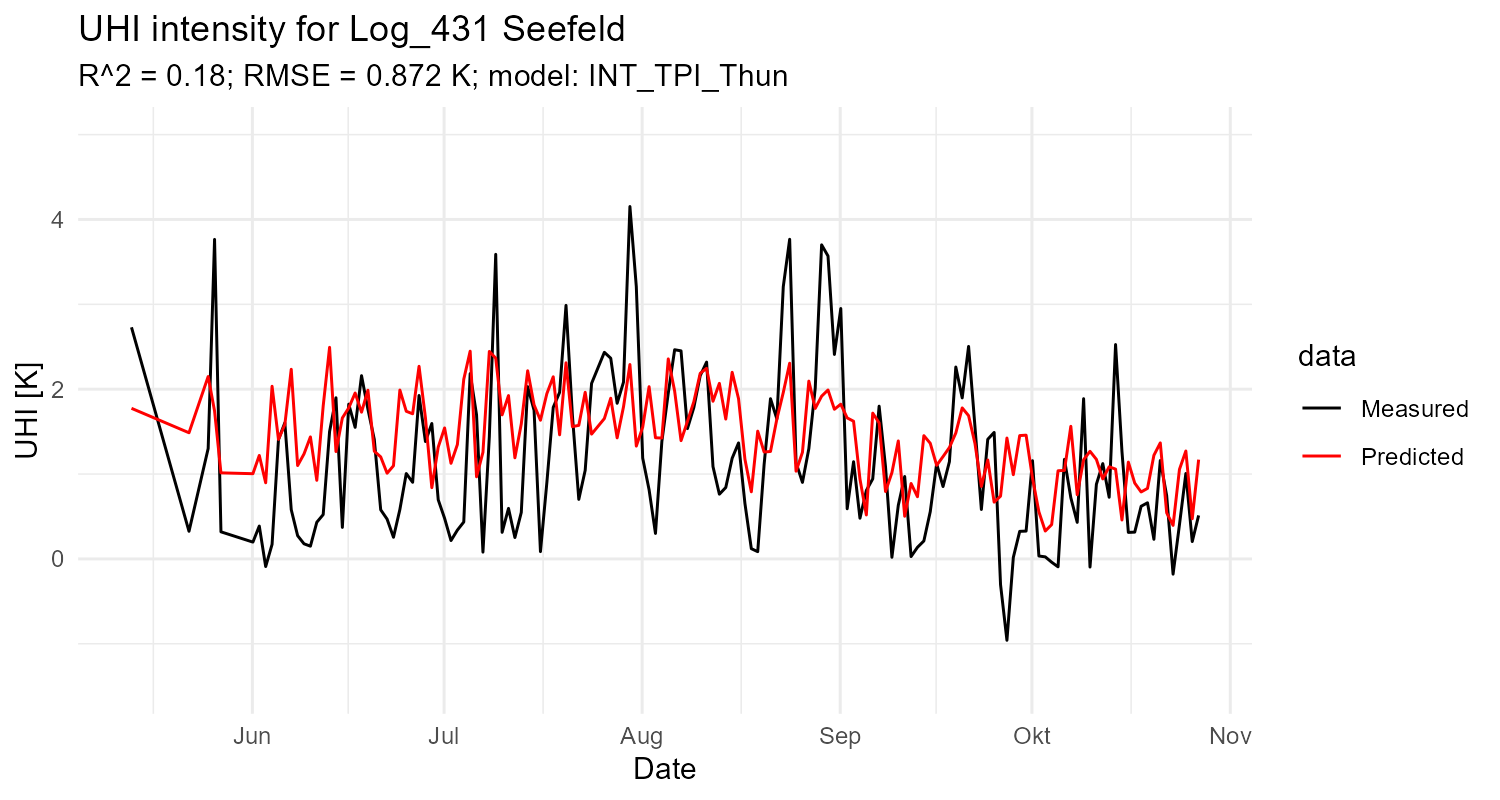 UHI intensity for Log_431 Seefeld
R^2 = 0.18; RMSE = 0.872 K; model: INT_TPI_Thun
4
2
0
UHI [K]
Jun Jul Aug Sep Okt Nov
Date
data
Measured
Predicted